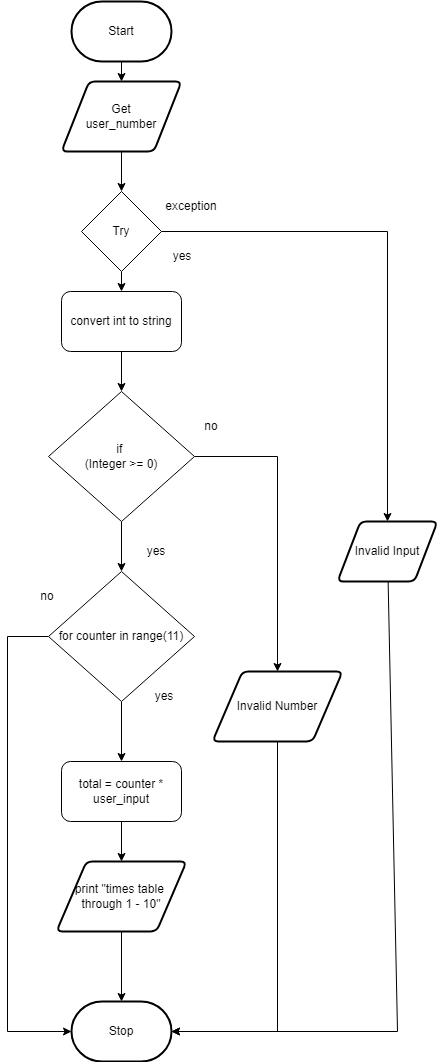 Start
Get
user_number
exception
Try
yes
convert int to string
no
if
(Integer >= 0)
yes
Invalid Input
no
for counter in range(11)
yes
Invalid Number
total = counter *
user_input
print "times table
through 1 - 10"
Stop